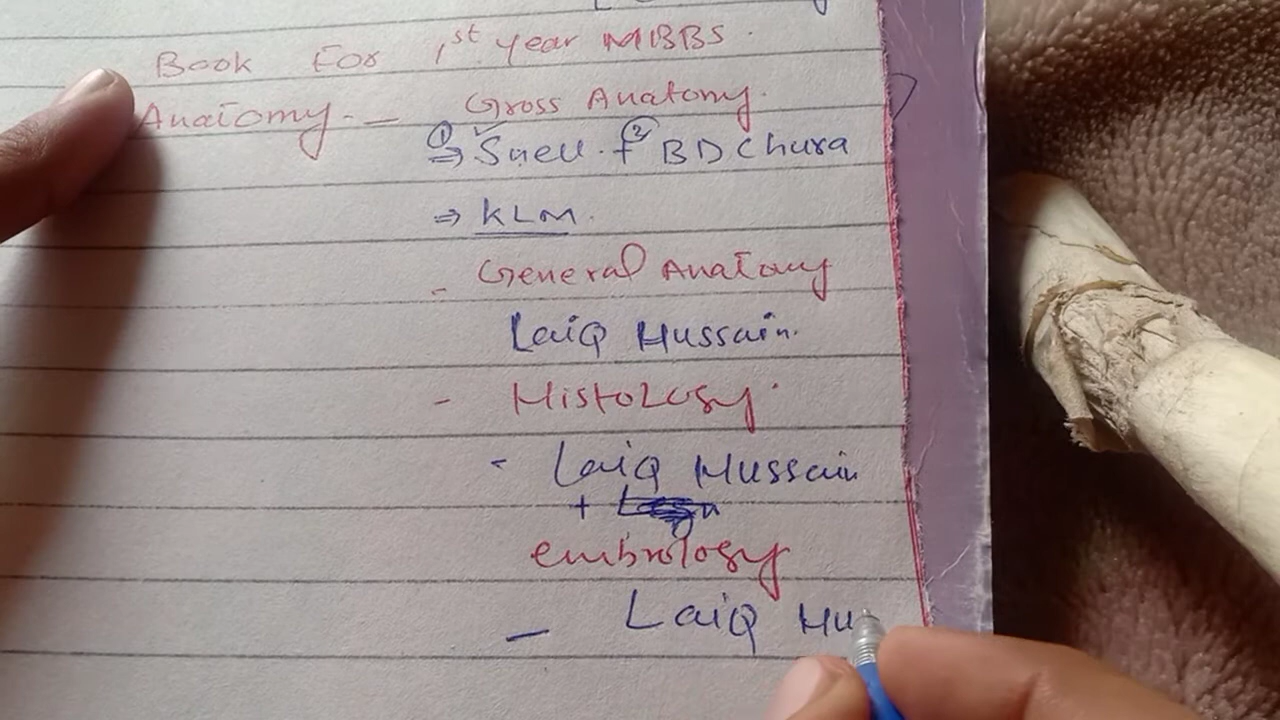 Book For 1st year MBBS.
Anatomy - Gross Anatomy.
① ⇒ Snell. + ② BD Chura
⇒ KLM.
- General Anatomy
LaiQ Hussain.
- Histology.
- LaiQ Hussain
+
embrology
- LaiQ Hu